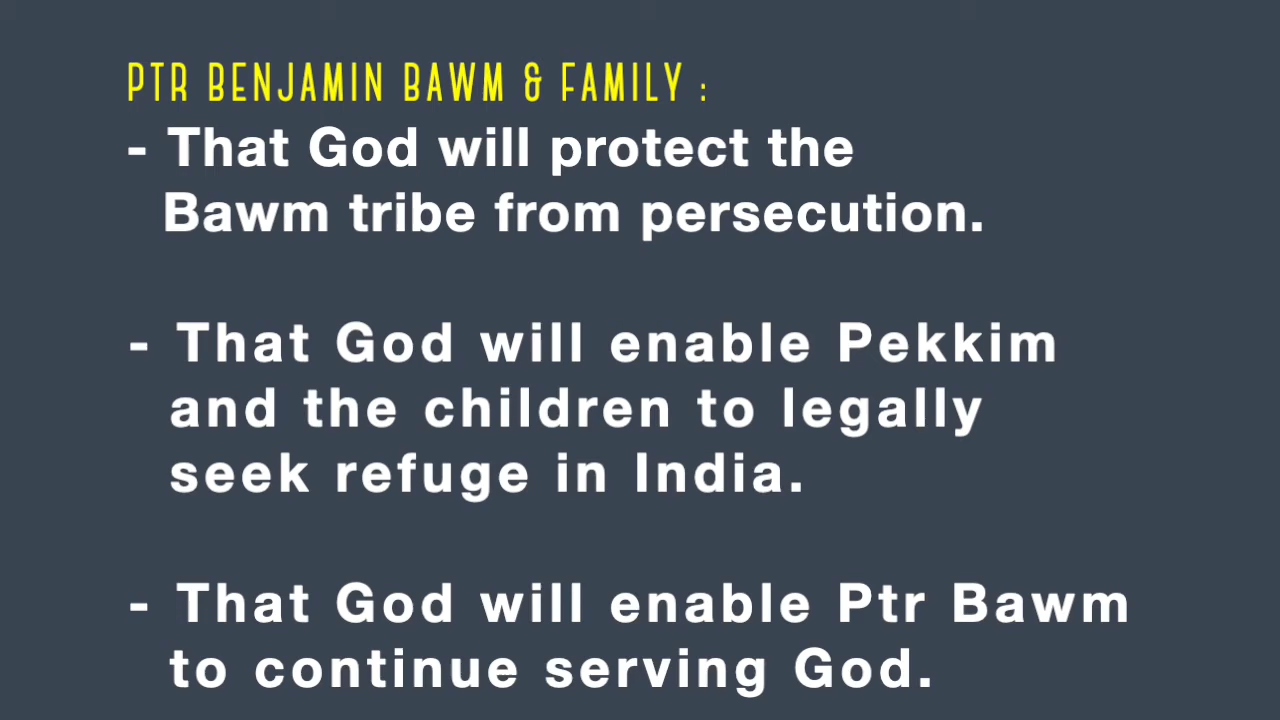 PTR BENJAMIN BAWM & FAMILY :
- That God will protect the
Bawm tribe from persecution.
- That God will enable Pekkim
and the children to legally
seek refuge in India.
- That God will enable Ptr Bawm
to continue serving God.